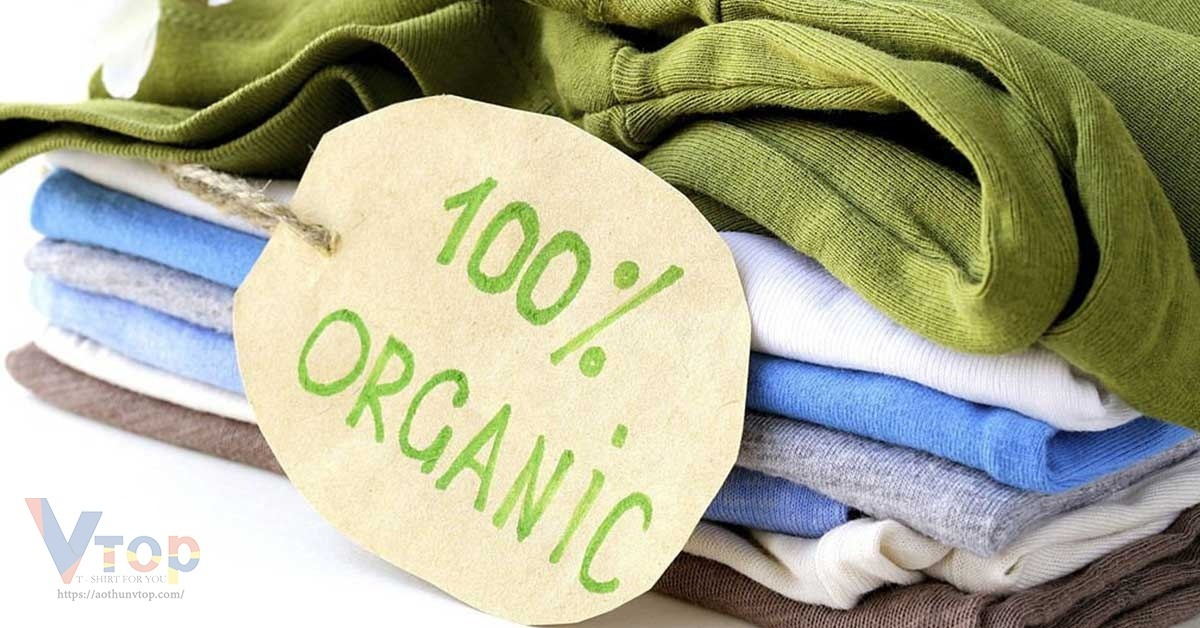 100%
ORGANIC
VTOP
T - SHIRT FOR YOU
https://aothunvtop.com/